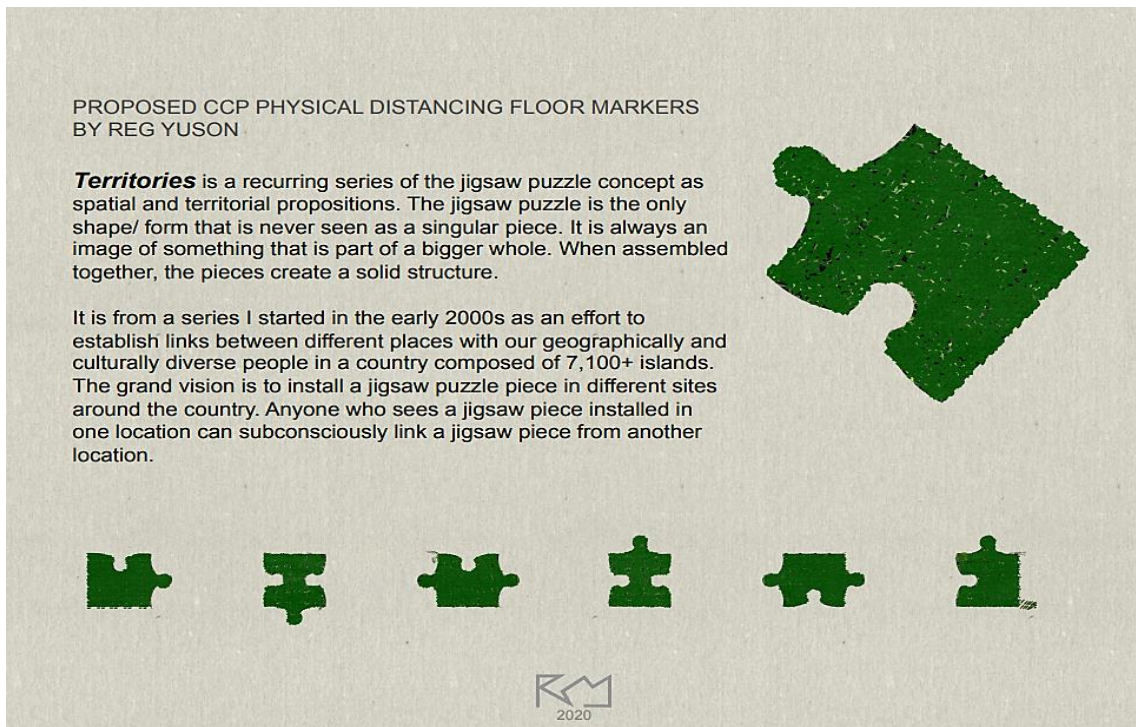 PROPOSED CCP PHYSICAL DISTANCING FLOOR MARKERS
BY REG YUSON
Territories is a recurring series of the jigsaw puzzle concept as
spatial and territorial propositions. The jigsaw puzzle is the only
shape/ form that is never seen as a singular piece. It is always an
image of something that is part of a bigger whole. When assembled
together, the pieces create a solid structure.
It is from a series I started in the early 2000s as an effort to
establish links between different places with our geographically and
culturally diverse people in a country composed of 7,100+ islands.
The grand vision is to install a jigsaw puzzle piece in different sites
around the country. Anyone who sees a jigsaw piece installed in
one location can subconsciously link a jigsaw piece from another
location.
2020